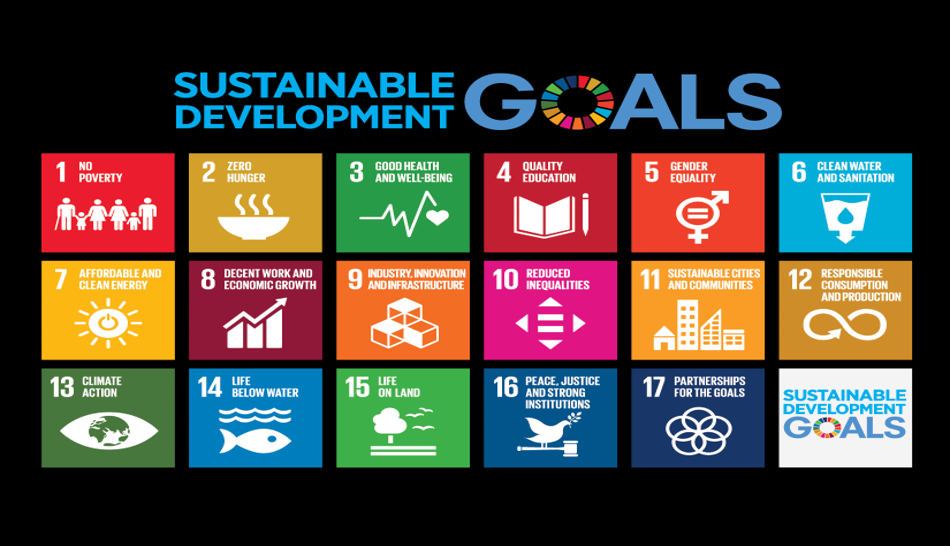 SUSTAINABLE
DEVELOPMENT
GOALS
1 NO
POVERTY
2 ZERO
HUNGER
3 GOOD HEALTH
AND WELL-BEING
4 QUALITY
EDUCATION
5 GENDER
EQUALITY
6 CLEAN WATER
AND SANITATION
7 AFFORDABLE AND
CLEAN ENERGY
8 DECENT WORK AND
ECONOMIC GROWTH
9 INDUSTRY, INNOVATION
AND INFRASTRUCTURE
10 REDUCED
INEQUALITIES
11 SUSTAINABLE CITIES
AND COMMUNITIES
12 RESPONSIBLE
CONSUMPTION
AND PRODUCTION
13 CLIMATE
ACTION
14 LIFE
BELOW WATER
15 LIFE
ON LAND
16 PEACE, JUSTICE
AND STRONG
INSTITUTIONS
17 PARTNERSHIPS
FOR THE GOALS
SUSTAINABLE
DEVELOPMENT
GOALS